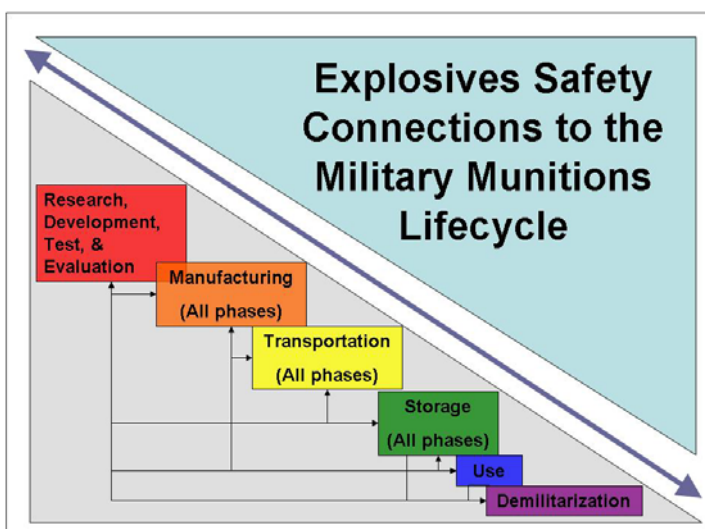 Explosives Safety
Connections to the
Military Munitions
Lifecycle
Research,
Development,
Test, &
Evaluation
Manufacturing
(All phases)
Transportation
(All phases)
Storage
(All phases)
Use
Demilitarization